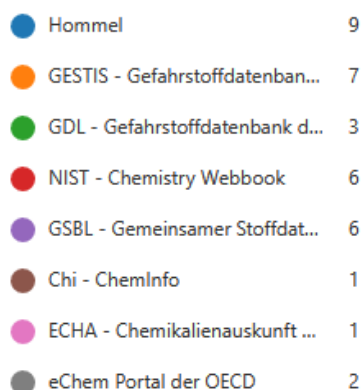 Hommel 9
GESTIS - Gefahrstoffdatenban... 7
GDL - Gefahrstoffdatenbank d... 3
NIST - Chemistry Webbook 6
GSBL - Gemeinsamer Stoffdat... 6
Chi - ChemInfo 1
ECHA - Chemikalienauskunft ... 1
eChem Portal der OECD 2